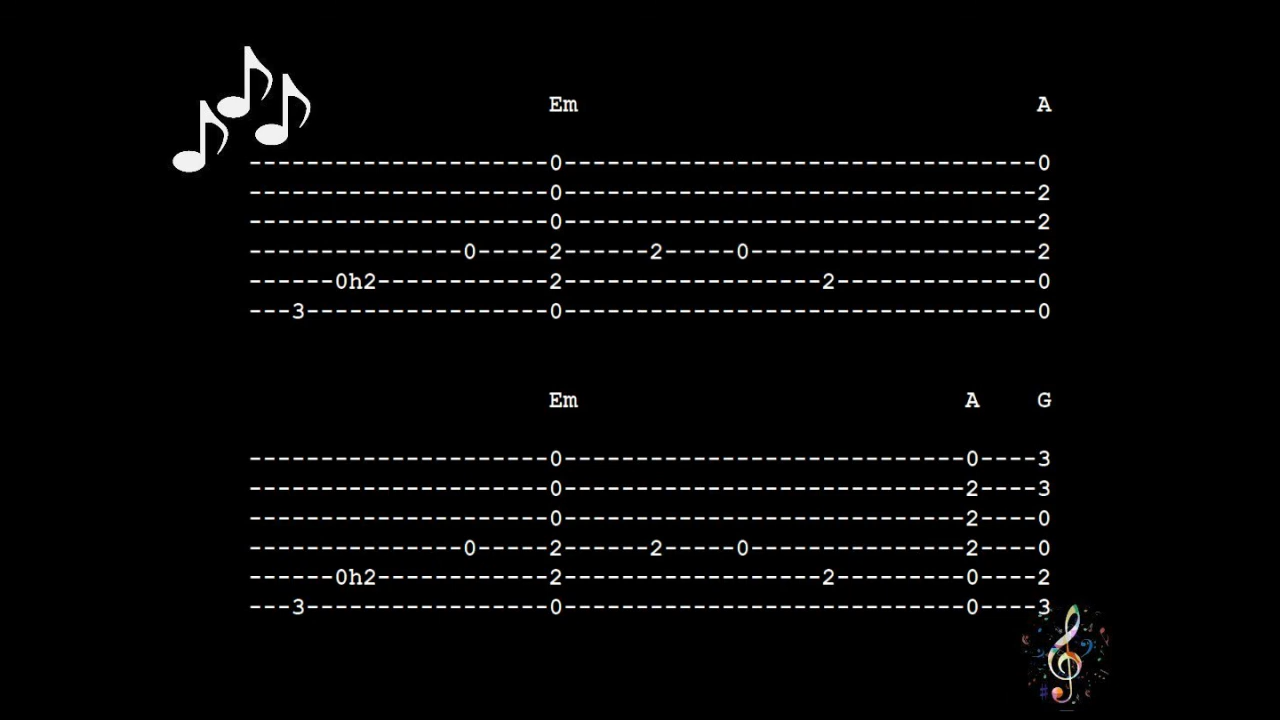 Em                                 A
---------------------0---------------------------------0
---------------------0---------------------------------2
---------------------0---------------------------------2
---------------0-----2------2-----0--------------------2
------0h2------------2------------------2--------------0
---3-----------------0---------------------------------0
Em                           A    G
---------------------0----------------------------0----3
---------------------0----------------------------2----3
---------------------0----------------------------2----0
---------------0-----2------2-----0---------------2----0
------0h2------------2------------------2---------0----2
---3-----------------0----------------------------0----3